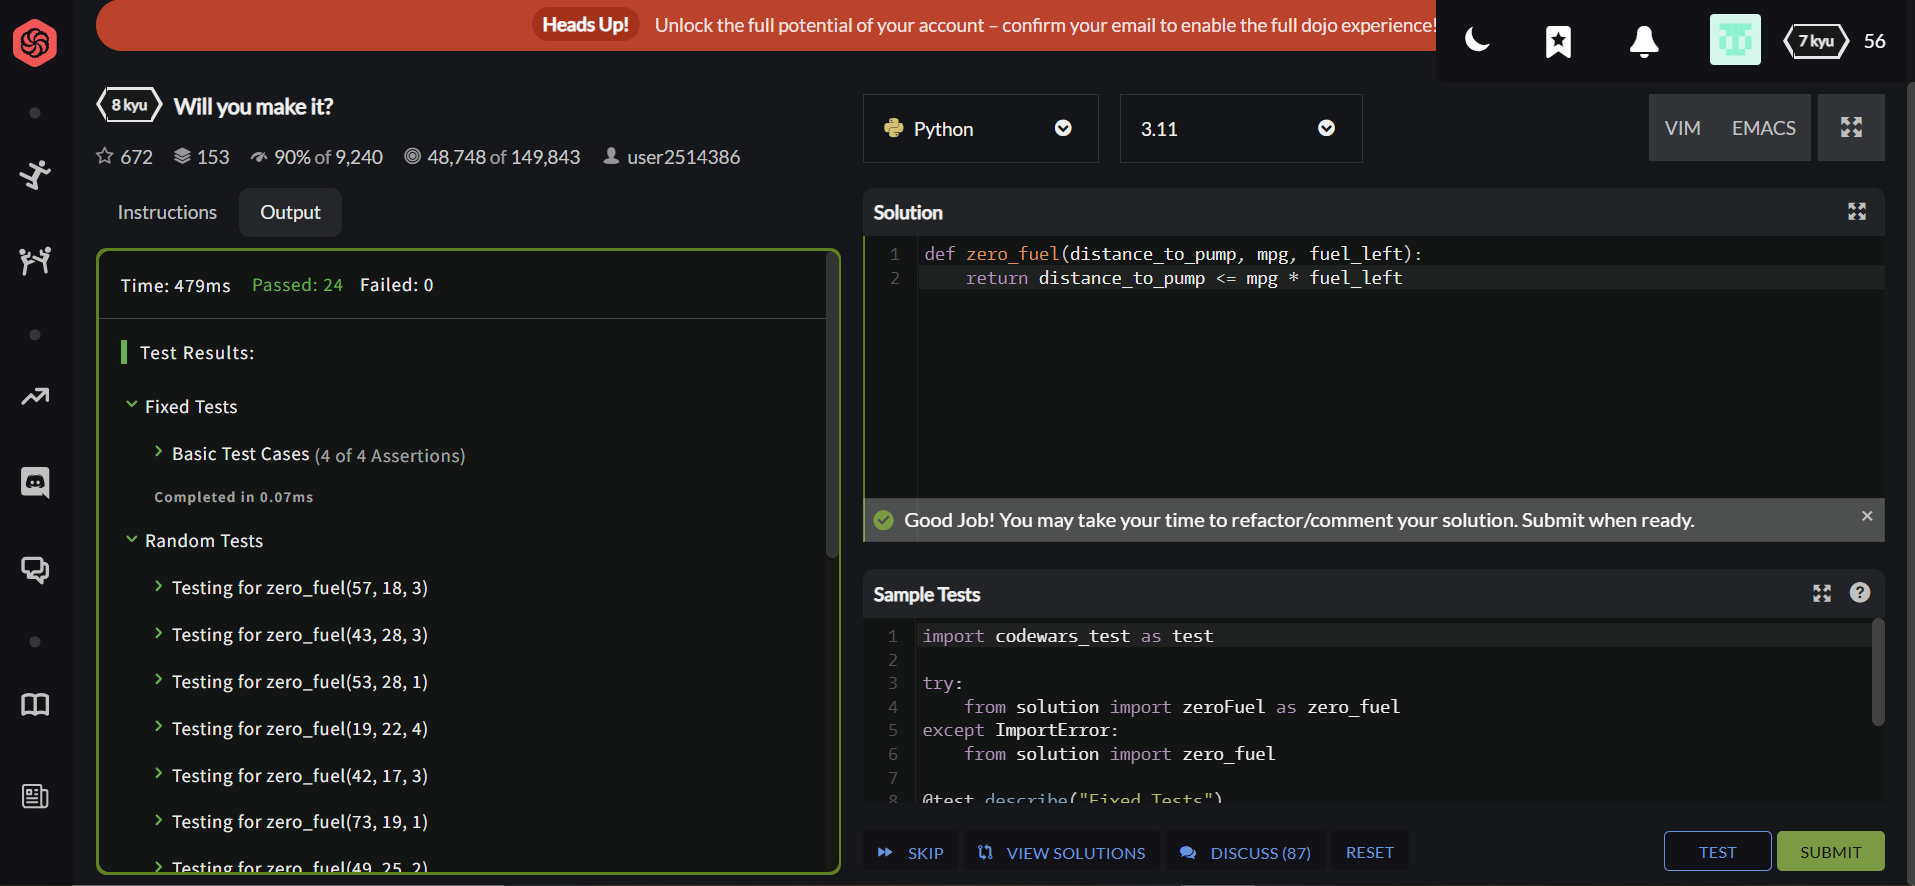 Heads Up! Unlock the full potential of your account – confirm your email to enable the full dojo experience!
7 kyu 56
8 kyu Will you make it?
672 153 90% of 9,240 48,748 of 149,843 user2514386
Python 3.11 VIM EMACS
Instructions Output
Time: 479ms Passed: 24 Failed: 0
Test Results:
Fixed Tests
Basic Test Cases (4 of 4 Assertions)
Completed in 0.07ms
Random Tests
Testing for zero_fuel(57, 18, 3)
Testing for zero_fuel(43, 28, 3)
Testing for zero_fuel(53, 28, 1)
Testing for zero_fuel(19, 22, 4)
Testing for zero_fuel(42, 17, 3)
Testing for zero_fuel(73, 19, 1)
Testing for zero_fuel(49, 25, 2)
Solution
1 def zero_fuel(distance_to_pump, mpg, fuel_left):
2     return distance_to_pump <= mpg * fuel_left
Good Job! You may take your time to refactor/comment your solution. Submit when ready.
Sample Tests
1 import codewars_test as test
2
3 try:
4     from solution import zeroFuel as zero_fuel
5 except ImportError:
6     from solution import zero_fuel
7
8 @test.describe("Fixed Tests")
SKIP VIEW SOLUTIONS DISCUSS (87) RESET TEST SUBMIT